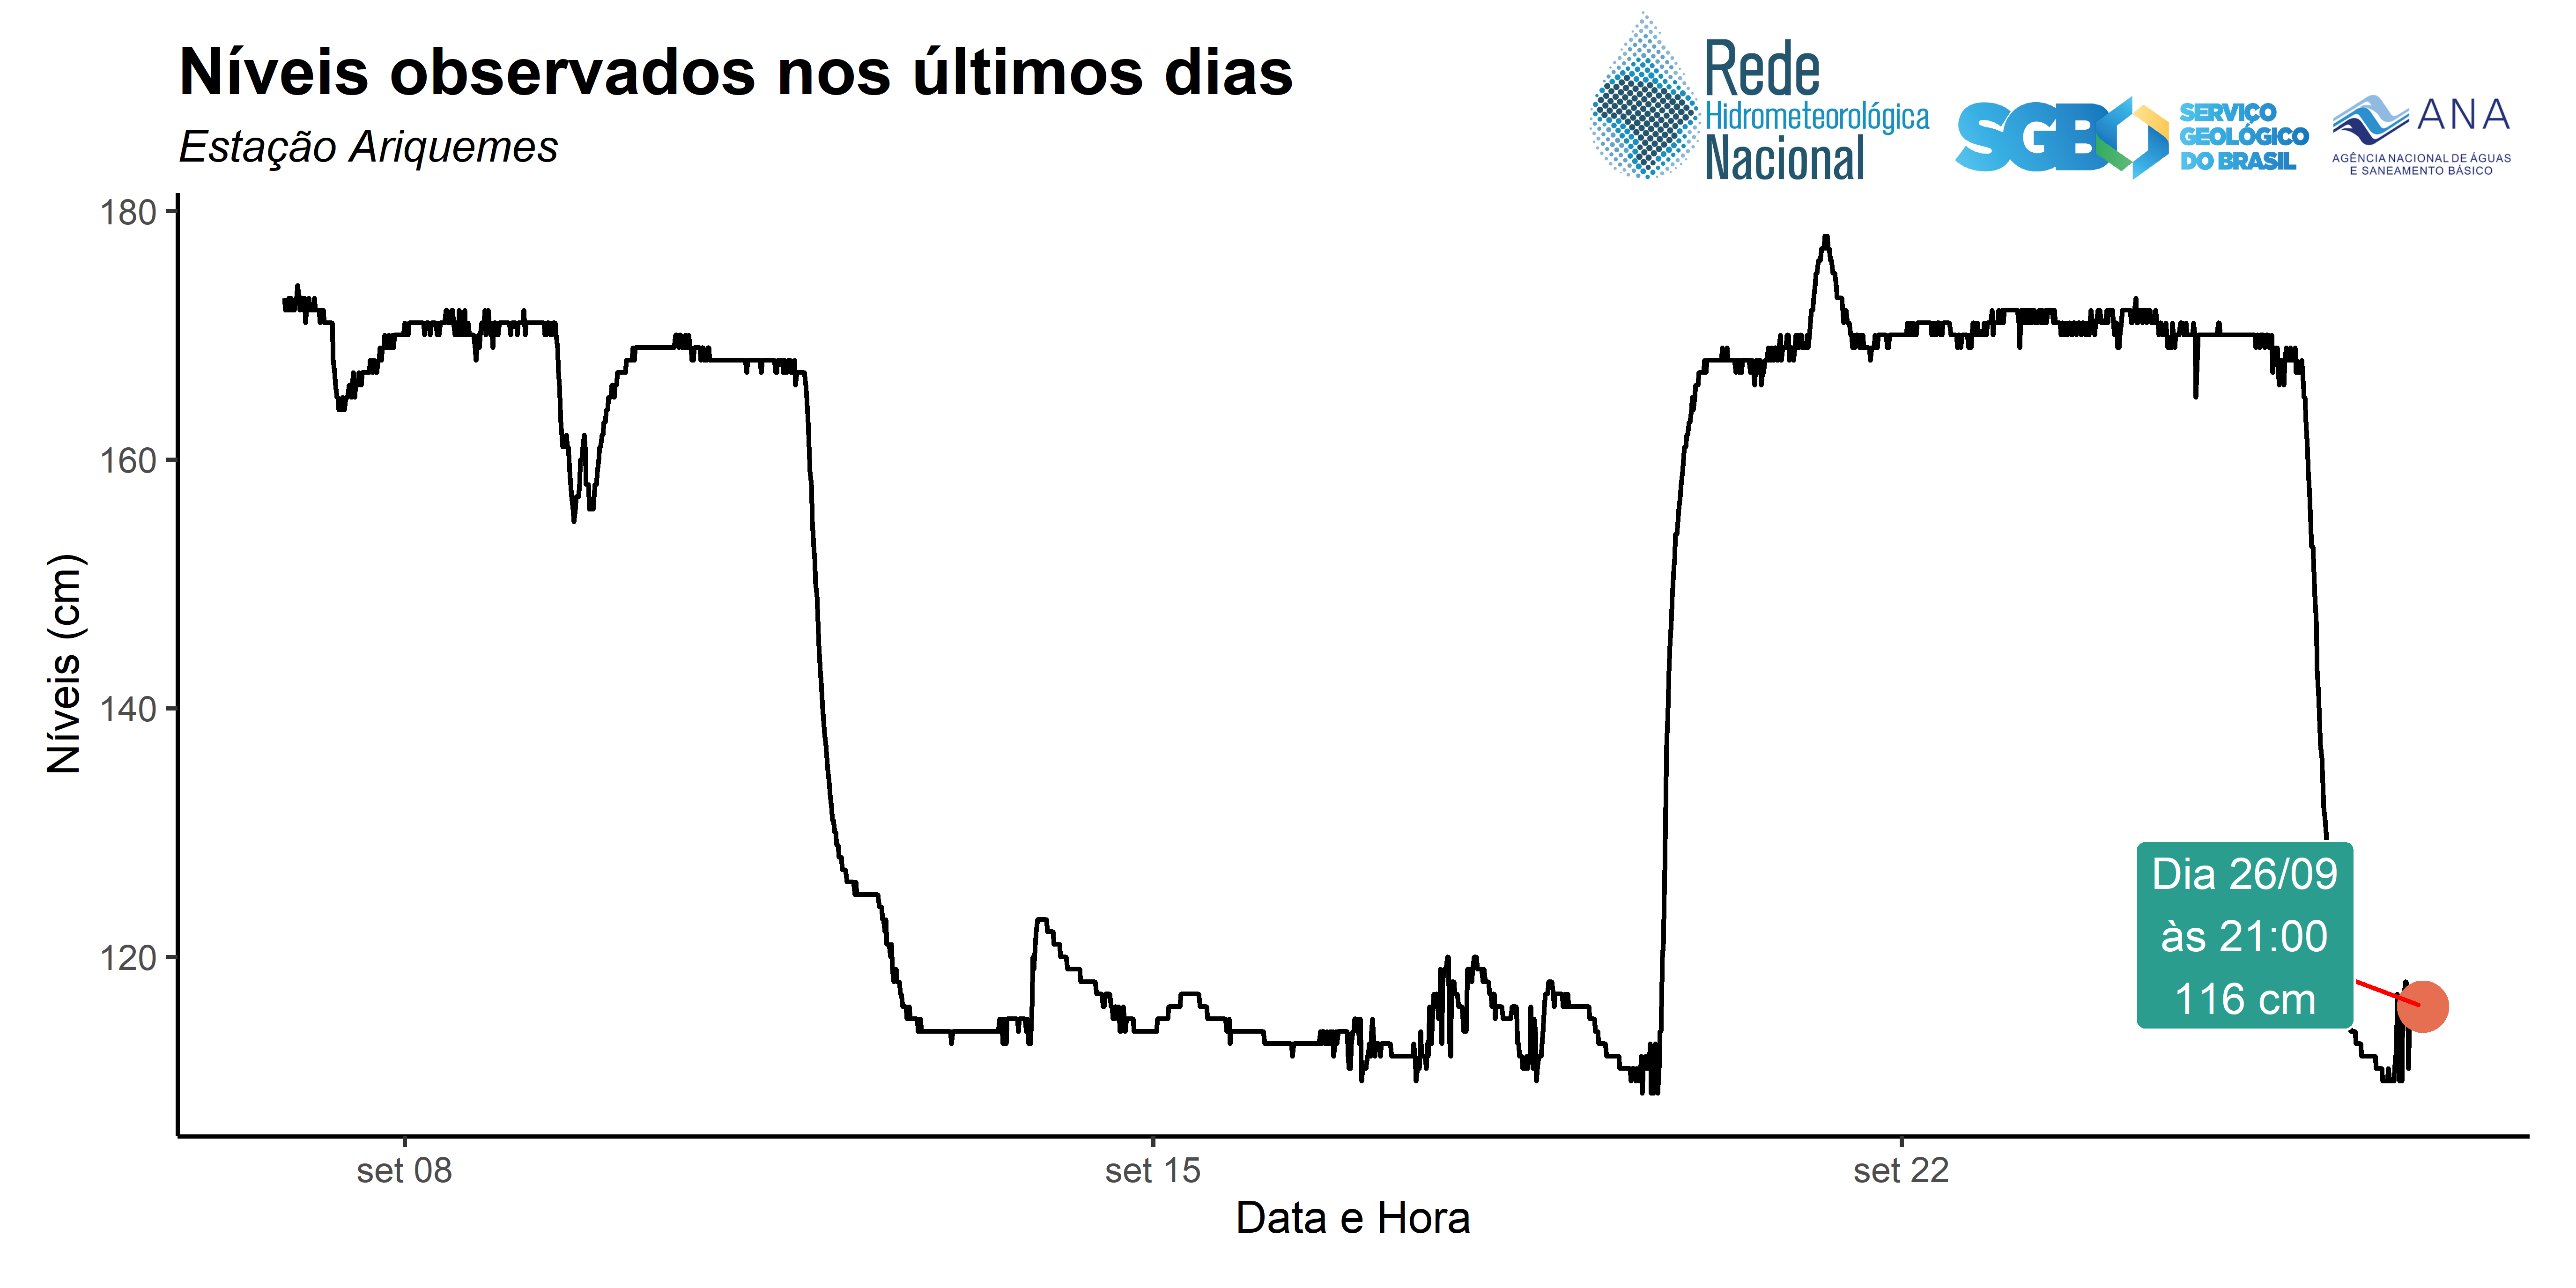 Níveis observados nos últimos dias
Estação Ariquemes
Rede
Hidrometeorológica
Nacional
SGB
SERVIÇO
GEOLÓGICO
DO BRASIL
ANA
AGÊNCIA NACIONAL DE ÁGUAS
E SANEAMENTO BÁSICO
180
160
140
120
Níveis (cm)
Dia 26/09
às 21:00
116 cm
set 08
set 15
set 22
Data e Hora